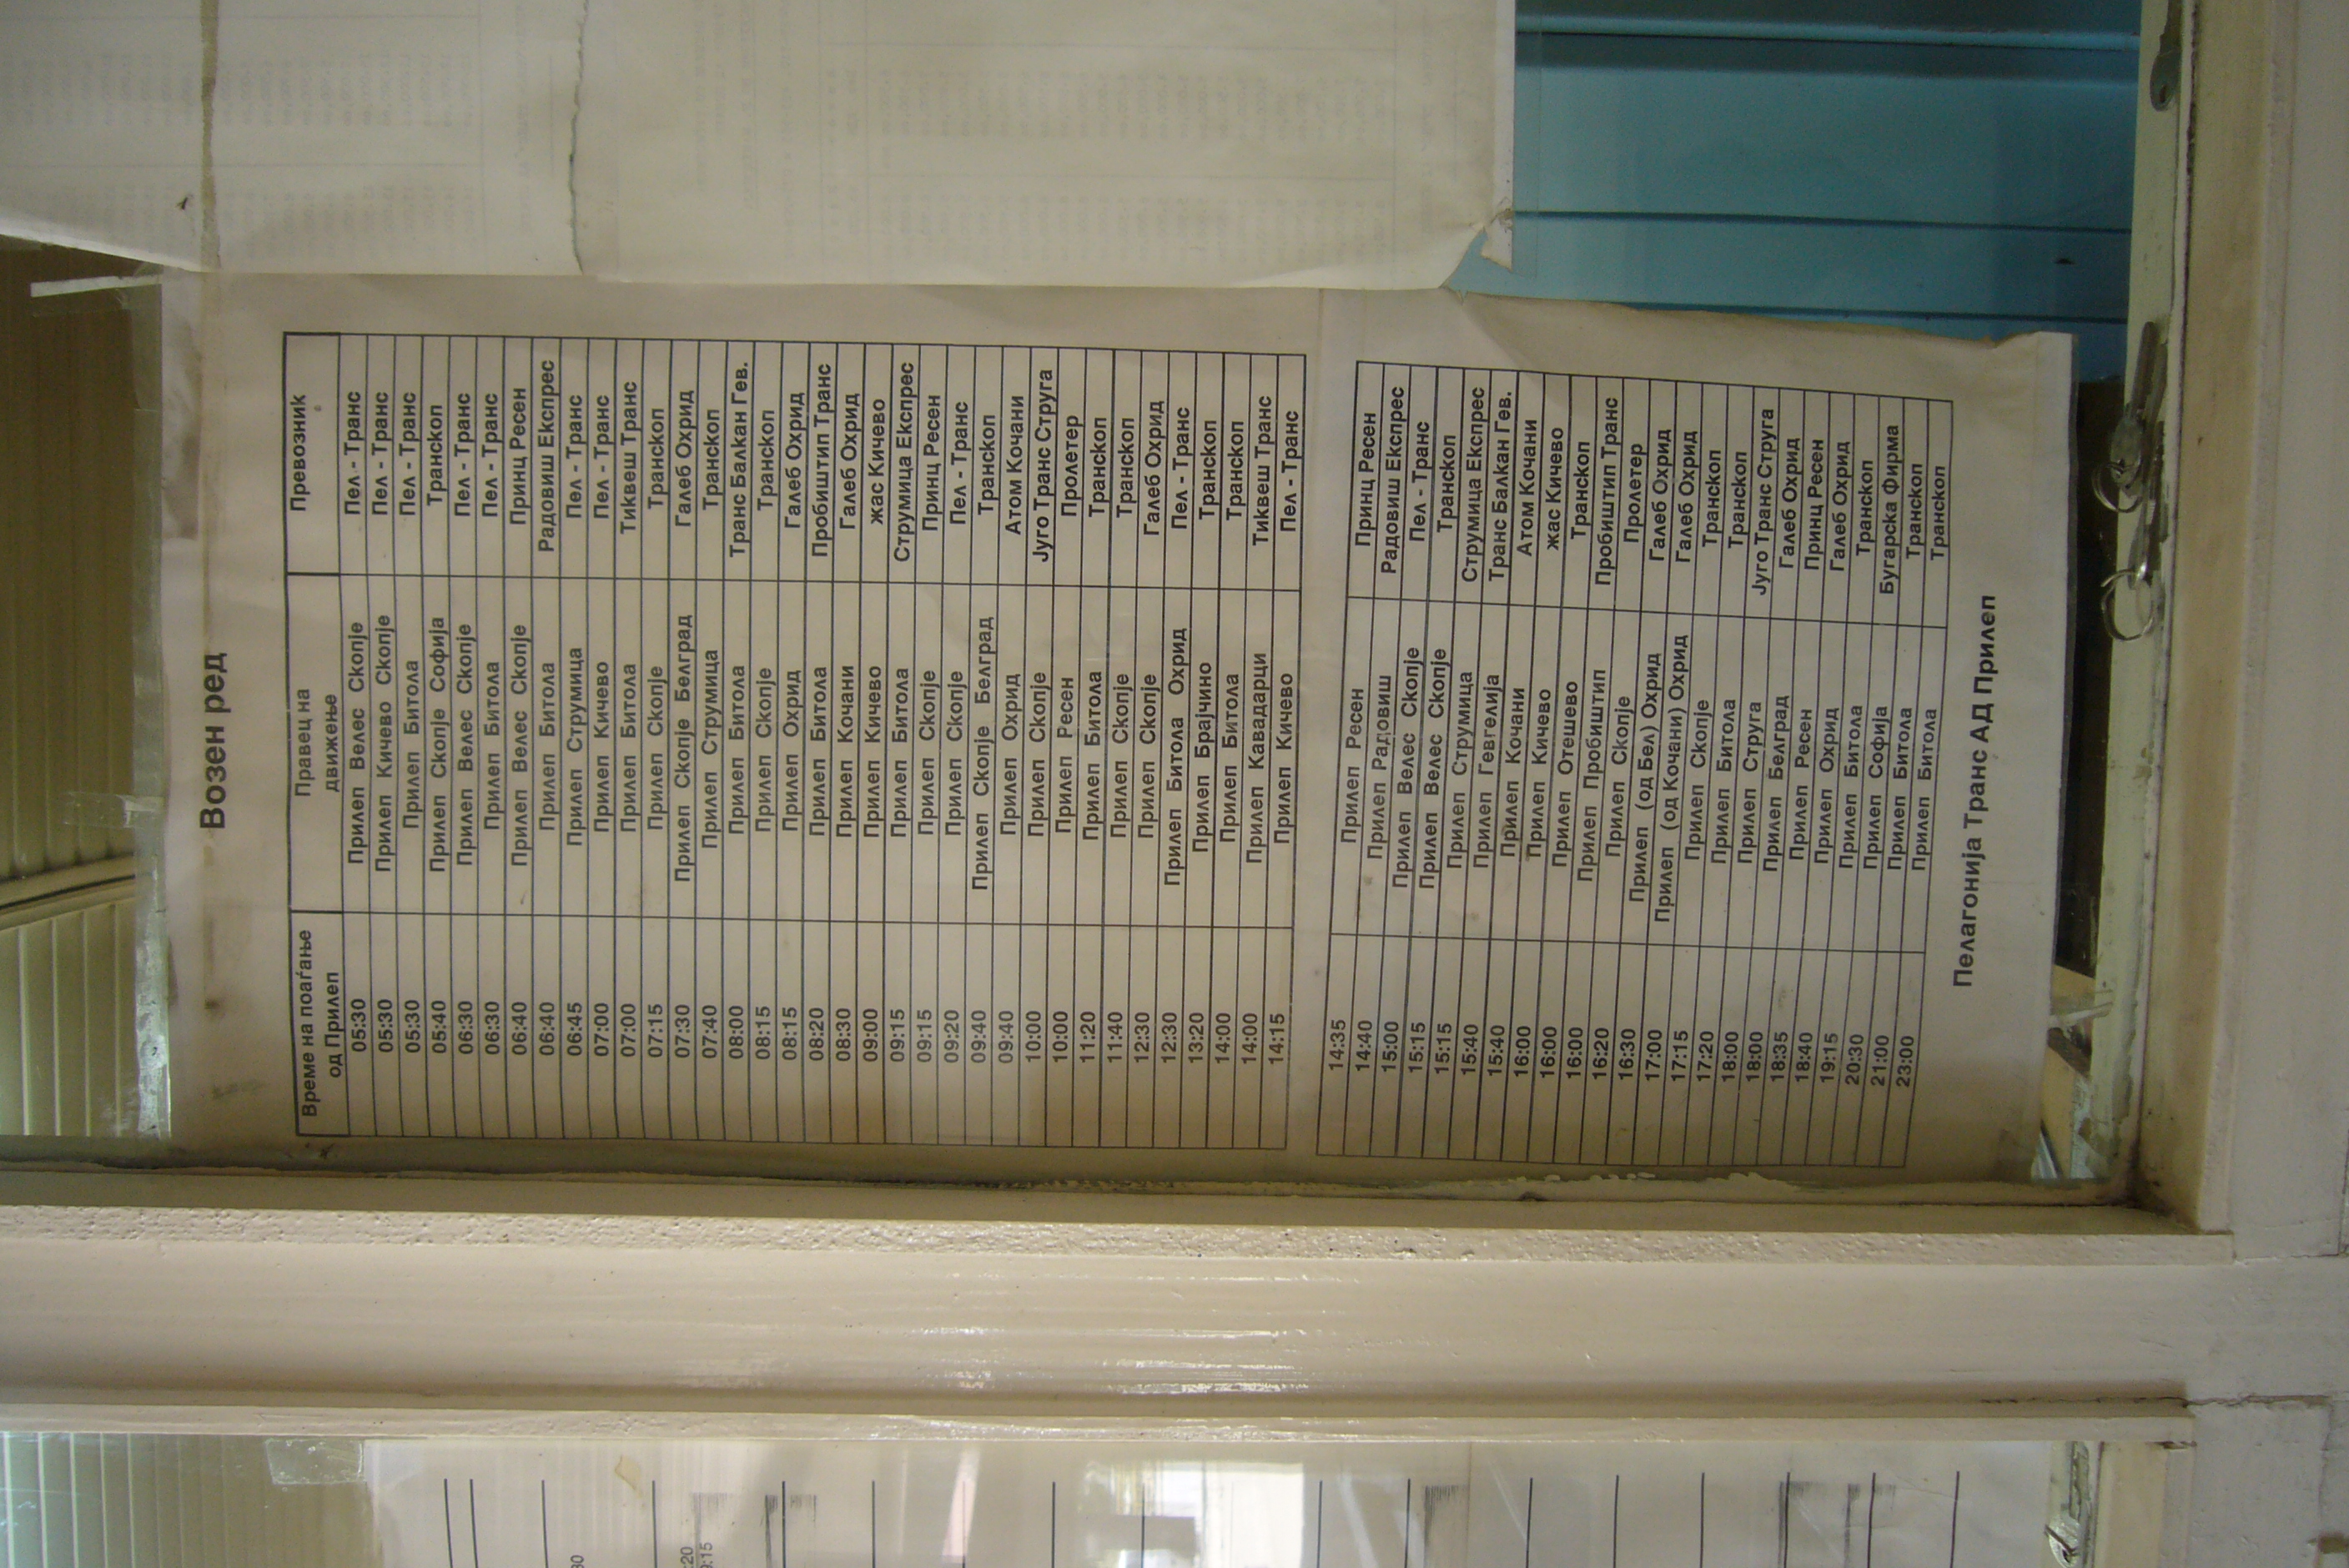 Возен ред
Време на поаѓање од Прилеп Правец на движење Превозник
05:30 Прилеп Велес Скопје Пел - Транс
05:30 Прилеп Кичево Скопје Пел - Транс
05:30 Прилеп Битола Пел - Транс
05:40 Прилеп Скопје Софија Транскоп
06:30 Прилеп Велес Скопје Пел - Транс
06:30 Прилеп Битола Пел - Транс
06:40 Прилеп Велес Скопје Принц Ресен
06:40 Прилеп Битола Радовиш Експрес
06:45 Прилеп Струмица Пел - Транс
07:00 Прилеп Кичево Пел - Транс
07:00 Прилеп Битола Тиквеш Транс
07:15 Прилеп Скопје Транскоп
07:30 Прилеп Скопје Белград Галеб Охрид
07:40 Прилеп Струмица Транскоп
08:00 Прилеп Битола Транс Балкан Гев.
08:15 Прилеп Скопје Транскоп
08:15 Прилеп Охрид Галеб Охрид
08:20 Прилеп Битола Пробиштип Транс
08:30 Прилеп Кочани Галеб Охрид
09:00 Прилеп Кичево жас Кичево
09:15 Прилеп Битола Струмица Експрес
09:15 Прилеп Скопје Принц Ресен
09:20 Прилеп Скопје Пел - Транс
09:40 Прилеп Скопје Белград Транскоп
09:40 Прилеп Охрид Атом Кочани
10:00 Прилеп Скопје Југо Транс Струга
10:00 Прилеп Ресен Пролетер
11:20 Прилеп Битола Транскоп
11:40 Прилеп Скопје Транскоп
12:30 Прилеп Скопје Галеб Охрид
12:30 Прилеп Битола Охрид Пел - Транс
13:20 Прилеп Брајчино Транскоп
14:00 Прилеп Битола Транскоп
14:00 Прилеп Кавадарци Тиквеш Транс
14:15 Прилеп Кичево Пел - Транс
14:35 Прилеп Ресен Принц Ресен
14:40 Прилеп Радовиш Радовиш Експрес
15:00 Прилеп Велес Скопје Пел - Транс
15:15 Прилеп Велес Скопје Транскоп
15:15 Прилеп Струмица Струмица Експрес
15:40 Прилеп Гевгелија Транс Балкан Гев.
15:40 Прилеп Кочани Атом Кочани
16:00 Прилеп Кичево жас Кичево
16:00 Прилеп Отешево Транскоп
16:00 Прилеп Пробиштип Пробиштип Транс
16:20 Прилеп Скопје Пролетер
16:30 Прилеп (од Бел) Охрид Галеб Охрид
17:00 Прилеп (од Кочани) Охрид Галеб Охрид
17:15 Прилеп Скопје Транскоп
17:20 Прилеп Битола Транскоп
18:00 Прилеп Струга Југо Транс Струга
18:00 Прилеп Белград Галеб Охрид
18:35 Прилеп Ресен Принц Ресен
18:40 Прилеп Охрид Галеб Охрид
19:15 Прилеп Битола Транскоп
20:30 Прилеп Софија Бугарска Фирма
21:00 Прилеп Битола Транскоп
23:00 Прилеп Битола Транскоп
Пелагонија Транс АД Прилеп